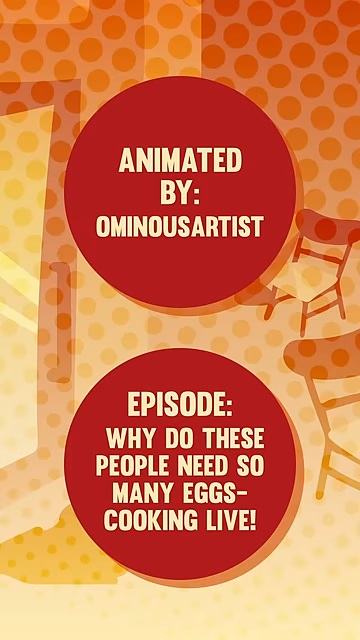 ANIMATED
BY:
OMINOUSARTIST
EPISODE:
WHY DO THESE
PEOPLE NEED SO
MANY EGGS-
COOKING LIVE!